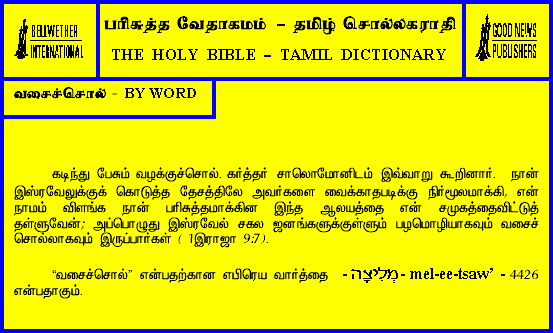 BELLWETHER
INTERNATIONAL
பரிசுத்த வேதாகமம் – தமிழ் சொல்லகராதி
THE HOLY BIBLE – TAMIL DICTIONARY
GOOD NEWS
PUBLISHERS
வசைச்சொல் - BY WORD
கடிந்து பேசும் வழக்குச்சொல். கர்த்தர் சாலொமோனிடம் இவ்வாறு கூறினார். நான்
இஸ்ரவேலுக்குக் கொடுத்த தேசத்திலே அவர்களை வைக்காதபடிக்கு நிர்மூலமாக்கி, என்
நாமம் விளங்க நான் பரிசுத்தமாக்கின இந்த ஆலயத்தை என் சமுகத்தைவிட்டுத்
தள்ளுவேன்; அப்பொழுது இஸ்ரவேல் சகல ஜனங்களுக்குள்ளும் பழமொழியாகவும் வசைச்
சொல்லாகவும் இருப்பார்கள் ( 1இராஜா 9:7).
“வசைச்சொல்” என்பதற்கான எபிரெய வார்த்தை - מְלִיצָה - mel-ee-tsaw’ - 4426
என்பதாகும்.